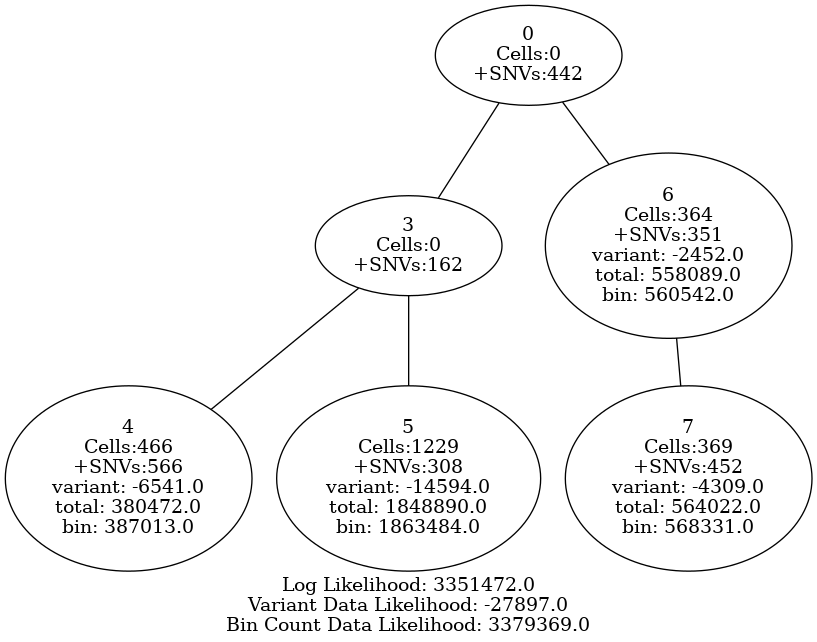 0
Cells:0
+SNVs:442
3
Cells:0
+SNVs:162
6
Cells:364
+SNVs:351
variant: -2452.0
total: 558089.0
bin: 560542.0
4
Cells:466
+SNVs:566
variant: -6541.0
total: 380472.0
bin: 387013.0
5
Cells:1229
+SNVs:308
variant: -14594.0
total: 1848890.0
bin: 1863484.0
7
Cells:369
+SNVs:452
variant: -4309.0
total: 564022.0
bin: 568331.0
Log Likelihood: 3351472.0
Variant Data Likelihood: -27897.0
Bin Count Data Likelihood: 3379369.0